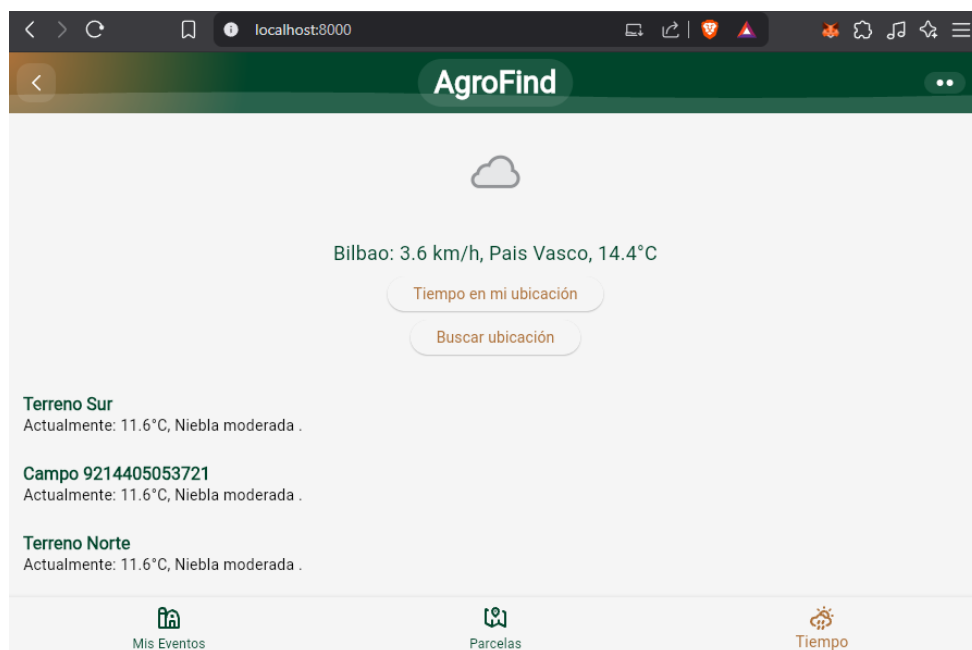 localhost:8000
AgroFind
Bilbao: 3.6 km/h, Pais Vasco, 14.4°C
Tiempo en mi ubicación
Buscar ubicación
Terreno Sur
Actualmente: 11.6°C, Niebla moderada .
Campo 9214405053721
Actualmente: 11.6°C, Niebla moderada .
Terreno Norte
Actualmente: 11.6°C, Niebla moderada .
Mis Eventos
Parcelas
Tiempo